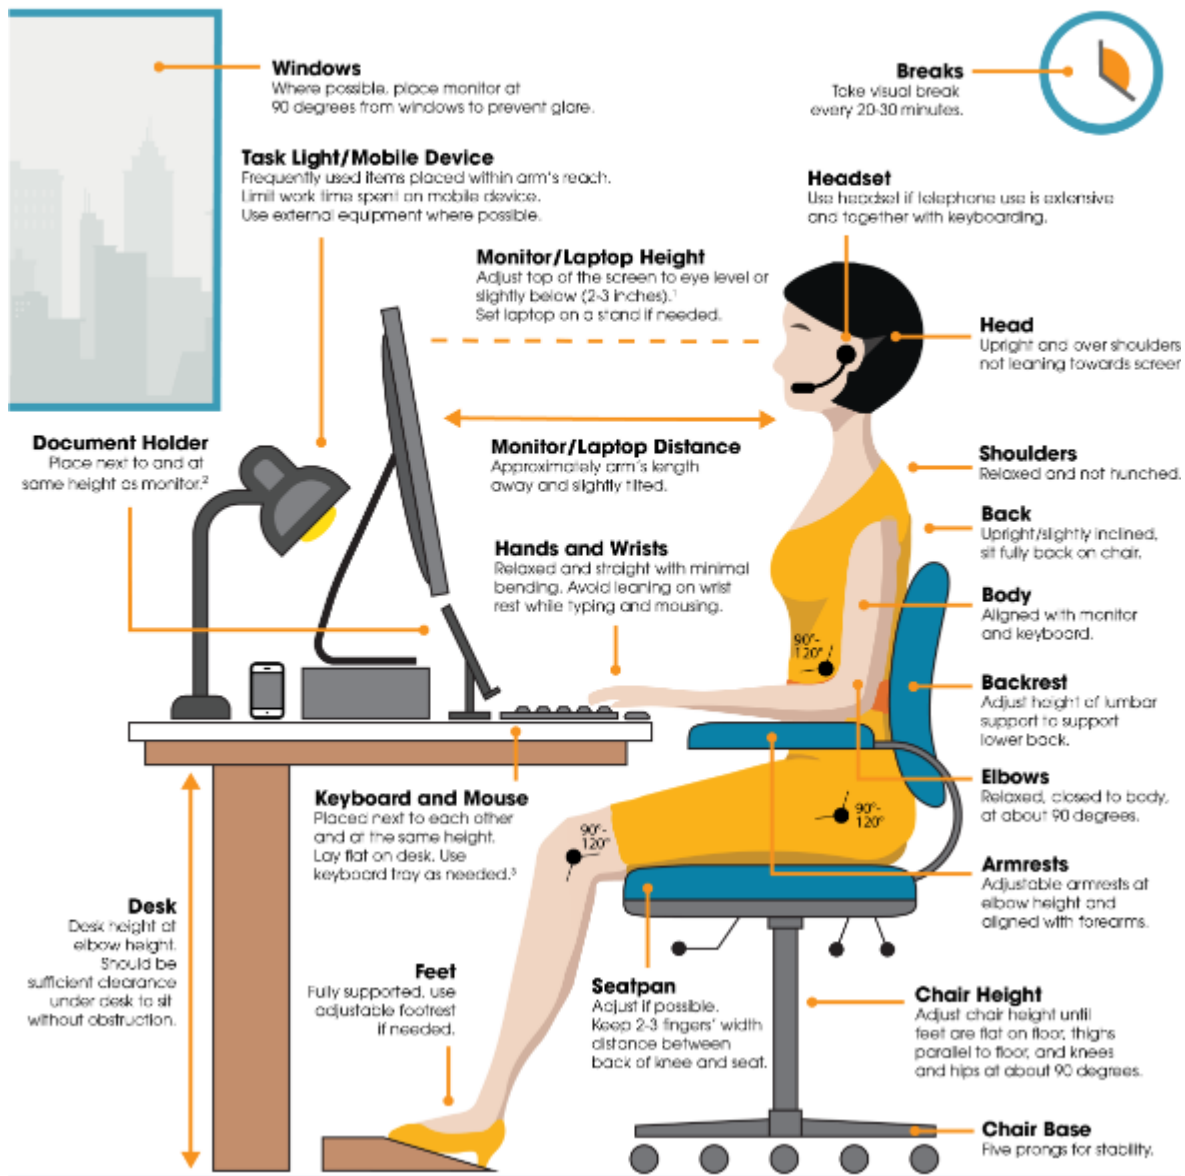 Windows
Where possible, place monitor at
90 degrees from windows to prevent glare.
Breaks
Take visual break
every 20-30 minutes.
Task Light/Mobile Device
Frequently used items placed within arm's reach.
Limit work time spent on mobile device.
Use external equipment where possible.
Headset
Use headset if telephone use is extensive
and together with keyboarding.
Monitor/Laptop Height
Adjust top of the screen to eye level or
slightly below (2-3 inches).¹
Set laptop on a stand if needed.
Head
Upright and over shoulders
not leaning towards screen
Document Holder
Place next to and at
same height as monitor.²
Monitor/Laptop Distance
Approximately arm's length
away and slightly tilted.
Shoulders
Relaxed and not hunched.
Back
Upright/slightly inclined,
sit fully back on chair.
Hands and Wrists
Relaxed and straight with minimal
bending. Avoid leaning on wrist
rest while typing and mousing.
Body
Aligned with monitor
and keyboard.
90°-
120°
Backrest
Adjust height of lumbar
support to support
lower back.
Elbows
Relaxed, closed to body,
at about 90 degrees.
90°-
120°
Keyboard and Mouse
Placed next to each other
and at the same height.
Lay flat on desk. Use
keyboard tray as needed.³
90°-
120°
Armrests
Adjustable armrests at
elbow height and
aligned with forearms.
Desk
Desk height at
elbow height.
Should be
sufficient clearance
under desk to sit
without obstruction.
Feet
Fully supported, use
adjustable footrest
if needed.
Seatpan
Adjust if possible.
Keep 2-3 fingers' width
distance between
back of knee and seat.
Chair Height
Adjust chair height until
feet are flat on floor, thighs
parallel to floor, and knees
and hips at about 90 degrees.
Chair Base
Five prongs for stability.